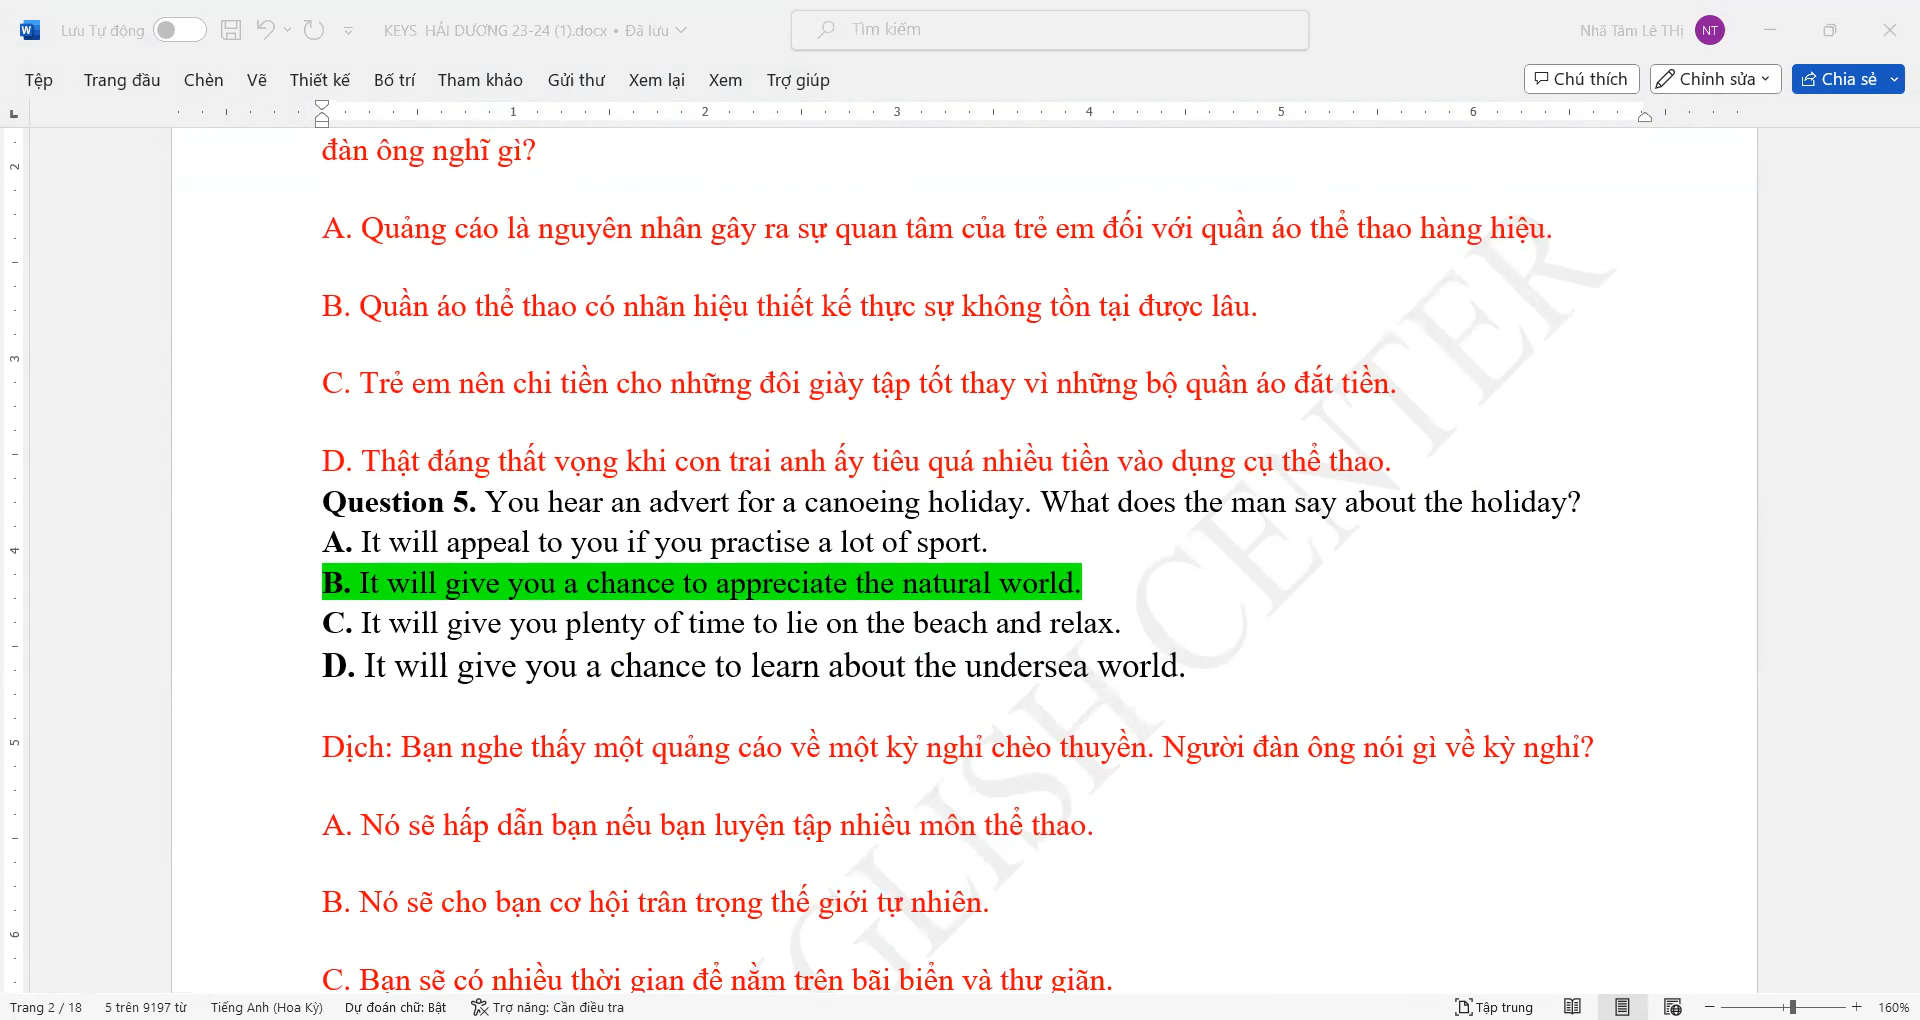 Lưu Tự động
KEYS HẢI DƯƠNG 23-24 (1).docx • Đã lưu
Tìm kiếm
Nhã Tâm Lê THị
NT
Tệp Trang đầu Chèn Vẽ Thiết kế Bố trí Tham khảo Gửi thư Xem lại Xem Trợ giúp
Chú thích Chỉnh sửa Chia sẻ
1 2 3 4 5 6
2
3
4
5
6
đàn ông nghĩ gì?
A. Quảng cáo là nguyên nhân gây ra sự quan tâm của trẻ em đối với quần áo thể thao hàng hiệu.
B. Quần áo thể thao có nhãn hiệu thiết kế thực sự không tồn tại được lâu.
C. Trẻ em nên chi tiền cho những đôi giày tập tốt thay vì những bộ quần áo đắt tiền.
D. Thật đáng thất vọng khi con trai anh ấy tiêu quá nhiều tiền vào dụng cụ thể thao.
Question 5. You hear an advert for a canoeing holiday. What does the man say about the holiday?
A. It will appeal to you if you practise a lot of sport.
B. It will give you a chance to appreciate the natural world.
C. It will give you plenty of time to lie on the beach and relax.
D. It will give you a chance to learn about the undersea world.
Dịch: Bạn nghe thấy một quảng cáo về một kỳ nghỉ chèo thuyền. Người đàn ông nói gì về kỳ nghỉ?
A. Nó sẽ hấp dẫn bạn nếu bạn luyện tập nhiều môn thể thao.
B. Nó sẽ cho bạn cơ hội trân trọng thế giới tự nhiên.
C. Bạn sẽ có nhiều thời gian để nằm trên bãi biển và thư giãn.
GLISH CENTER
Trang 2 / 18 5 trên 9197 từ Tiếng Anh (Hoa Kỳ) Dự đoán chữ: Bật Trợ năng: Cần điều tra
Tập trung
160%